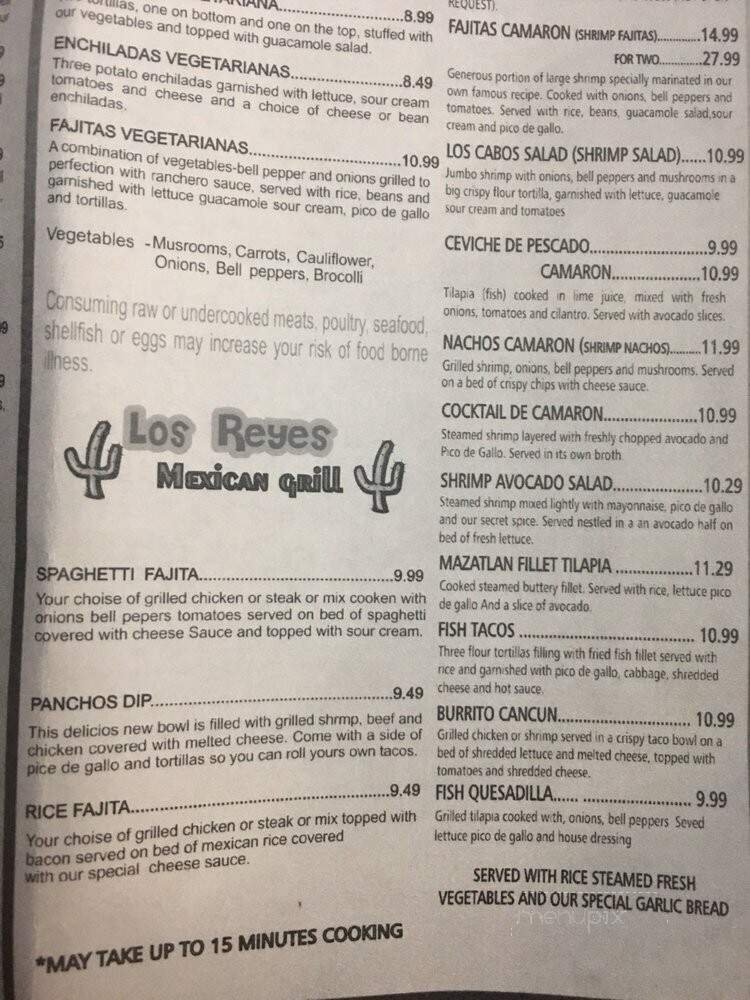 tortillas, one on bottom and one on the top, stuffed with
our vegetables and topped with guacamole salad.
8.99
ENCHILADAS VEGETARIANAS.....................8.49
Three potato enchiladas garnished with lettuce, sour cream
tomatoes and cheese and a choice of cheese or bean
enchiladas.
FAJITAS VEGETARIANAS............................10.99
A combination of vegetables-bell pepper and onions grilled to
perfection with ranchero sauce, served with rice, beans and
garnished with lettuce guacamole sour cream, pico de gallo
and tortillas.
Vegetables -Musrooms, Carrots, Cauliflower,
Onions, Bell peppers, Brocolli
Consuming raw or undercooked meats, poultry, seafood,
shellfish or eggs may increase your risk of food borne
illness.
Los Reyes
Mexican grill
SPAGHETTI FAJITA.....................................9.99
Your choise of grilled chicken or steak or mix cooken with
onions bell pepers tomatoes served on bed of spaghetti
covered with cheese Sauce and topped with sour cream.
PANCHOS DIP..............................................9.49
This delicios new bowl is filled with grilled shrmp, beef and
chicken covered with melted cheese. Come with a side of
pice de gallo and tortillas so you can roll yours own tacos.
RICE FAJITA.................................................9.49
Your choise of grilled chicken or steak or mix topped with
bacon served on bed of mexican rice covered
with our special cheese sauce.
*MAY TAKE UP TO 15 MINUTES COOKING
REQUEST).
FAJITAS CAMARON (SHRIMP FAJITAS).............14.99
FOR TWO.............27.99
Generous portion of large shrimp specially marinated in our
own famous recipe. Cooked with onions, bell peppers and
tomatoes. Served with rice, beans, guacamole salad,sour
cream and pico de gallo.
LOS CABOS SALAD (SHRIMP SALAD)......10.99
Jumbo shrimp with onions, bell peppers and mushrooms in a
big crispy flour tortilla, garnished with lettuce, guacamole
sour cream and tomatoes
CEVICHE DE PESCADO.............................9.99
CAMARON......................10.99
Tilapia (fish) cooked in lime juice, mixed with fresh
onions, tomatoes and cilantro. Served with avocado slices.
NACHOS CAMARON (SHRIMP NACHOS).........11.99
Grilled shrimp, onions, bell peppers and mushrooms. Served
on a bed of crispy chips with cheese sauce.
COCKTAIL DE CAMARON.......................10.99
Steamed shrimp layered with freshly chopped avocado and
Pico de Gallo. Served in its own broth
SHRIMP AVOCADO SALAD......................10.29
Steamed shrimp mixed lightly with mayonnaise, pico de gallo
and our secret spice. Served nestled in a an avocado half on
bed of fresh lettuce.
MAZATLAN FILLET TILAPIA ..................11.29
Cooked steamed buttery fillet. Served with rice, lettuce pico
de gallo And a slice of avocado.
FISH TACOS .......................................... 10.99
Three flour tortillas filling with fried fish fillet served with
rice and garnished with pico de gallo, cabbage, shredded
cheese and hot sauce.
BURRITO CANCUN................................ 10.99
Grilled chicken or shrimp served in a crispy taco bowl on a
bed of shredded lettuce and melted cheese, topped with
tomatoes and shredded cheese.
FISH QUESADILLA...... ........................... 9.99
Grilled tilapia cooked with, onions, bell peppers Seved
lettuce pico de gallo and house dressing
SERVED WITH RICE STEAMED FRESH
VEGETABLES AND OUR SPECIAL GARLIC BREAD
menupix